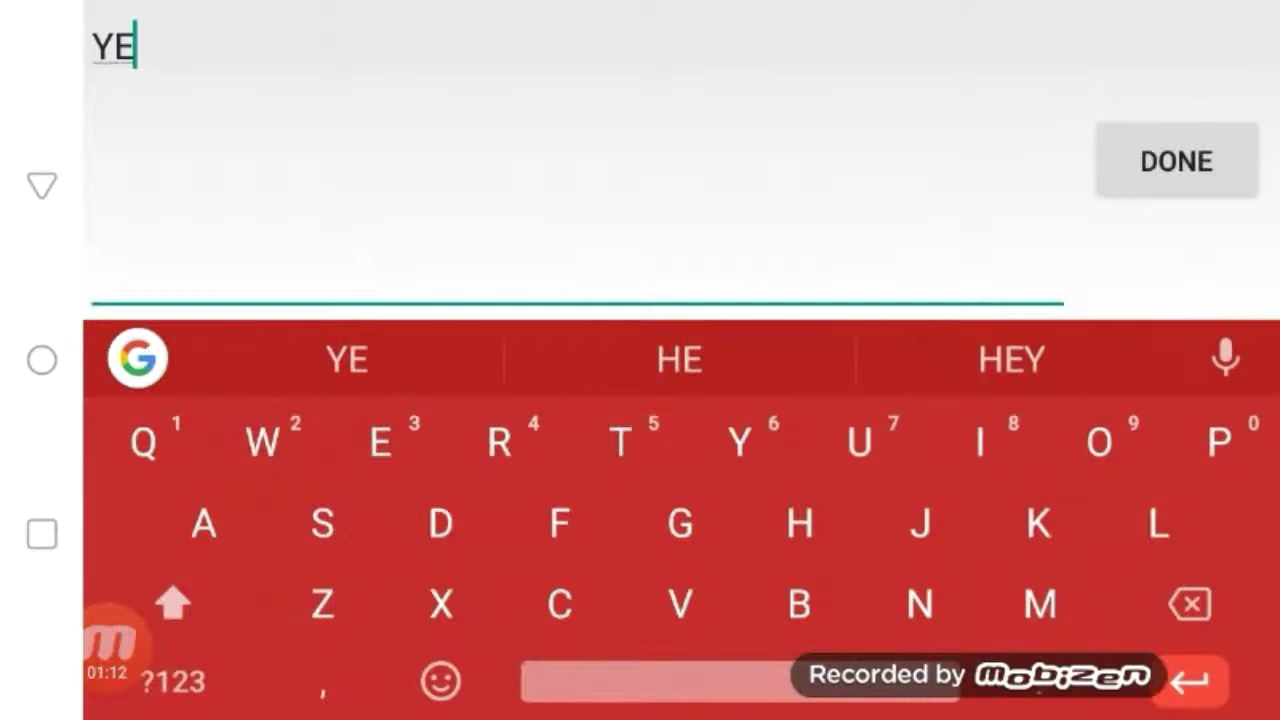 YE
DONE
YE HE HEY
Q 1 W 2 E 3 R 4 T 5 Y 6 U 7 I 8 O 9 P 0
A S D F G H J K L
Z X C V B N M
m
01:12
?123 , Recorded by mobizen